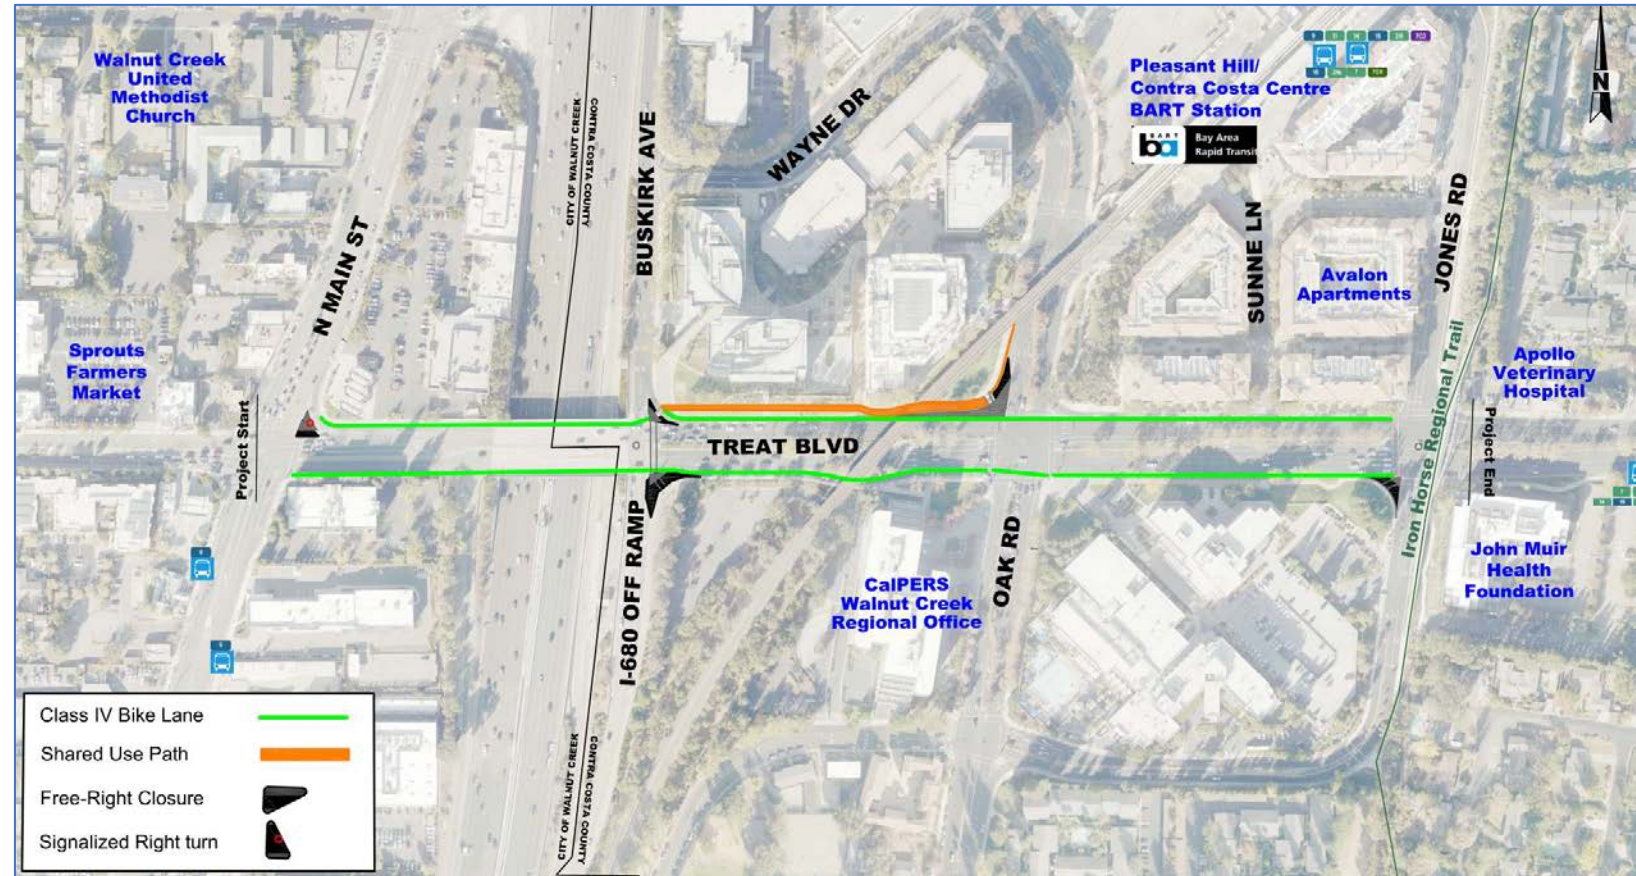 Walnut Creek
United
Methodist
Church
CITY OF WALNUT CREEK
CONTRA COSTA COUNTY
BUSKIRK AVE
WAYNE DR
Pleasant Hill/
Contra Costa Centre
BART Station
BART
ba
Bay Area
Rapid Transit
N
N MAIN ST
SUNNE LN
JONES RD
Avalon
Apartments
Sprouts
Farmers
Market
Apollo
Veterinary
Hospital
Project Start
TREAT BLVD
Iron Horse Regional Trail
Project End
I-680 OFF RAMP
OAK RD
CalPERS
Walnut Creek
Regional Office
John Muir
Health
Foundation
CITY OF WALNUT CREEK
CONTRA COSTA COUNTY
Class IV Bike Lane
Shared Use Path
Free-Right Closure
Signalized Right turn